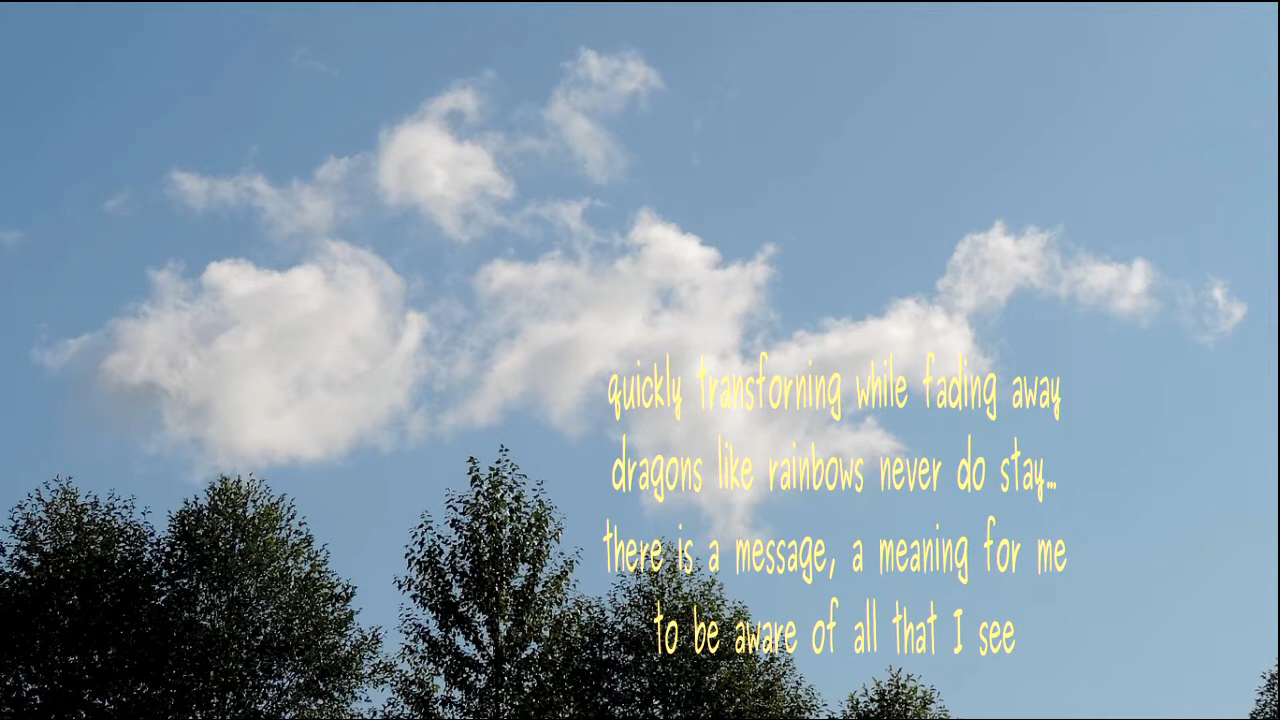 quickly transforning while fading away
dragons like rainbows never do stay...
there is a message, a meaning for me
to be aware of all that I see